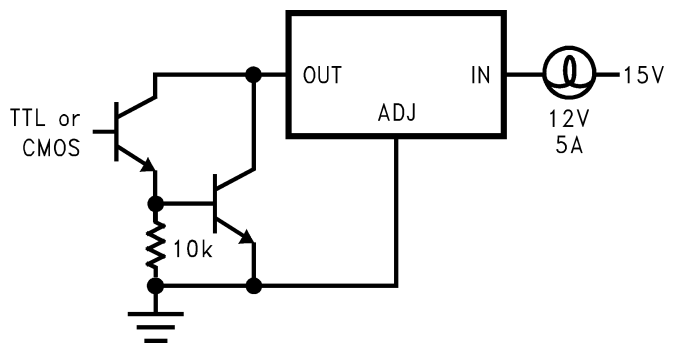 OUT
IN
15V
ADJ
TTL or
CMOS
12V
5A
10k